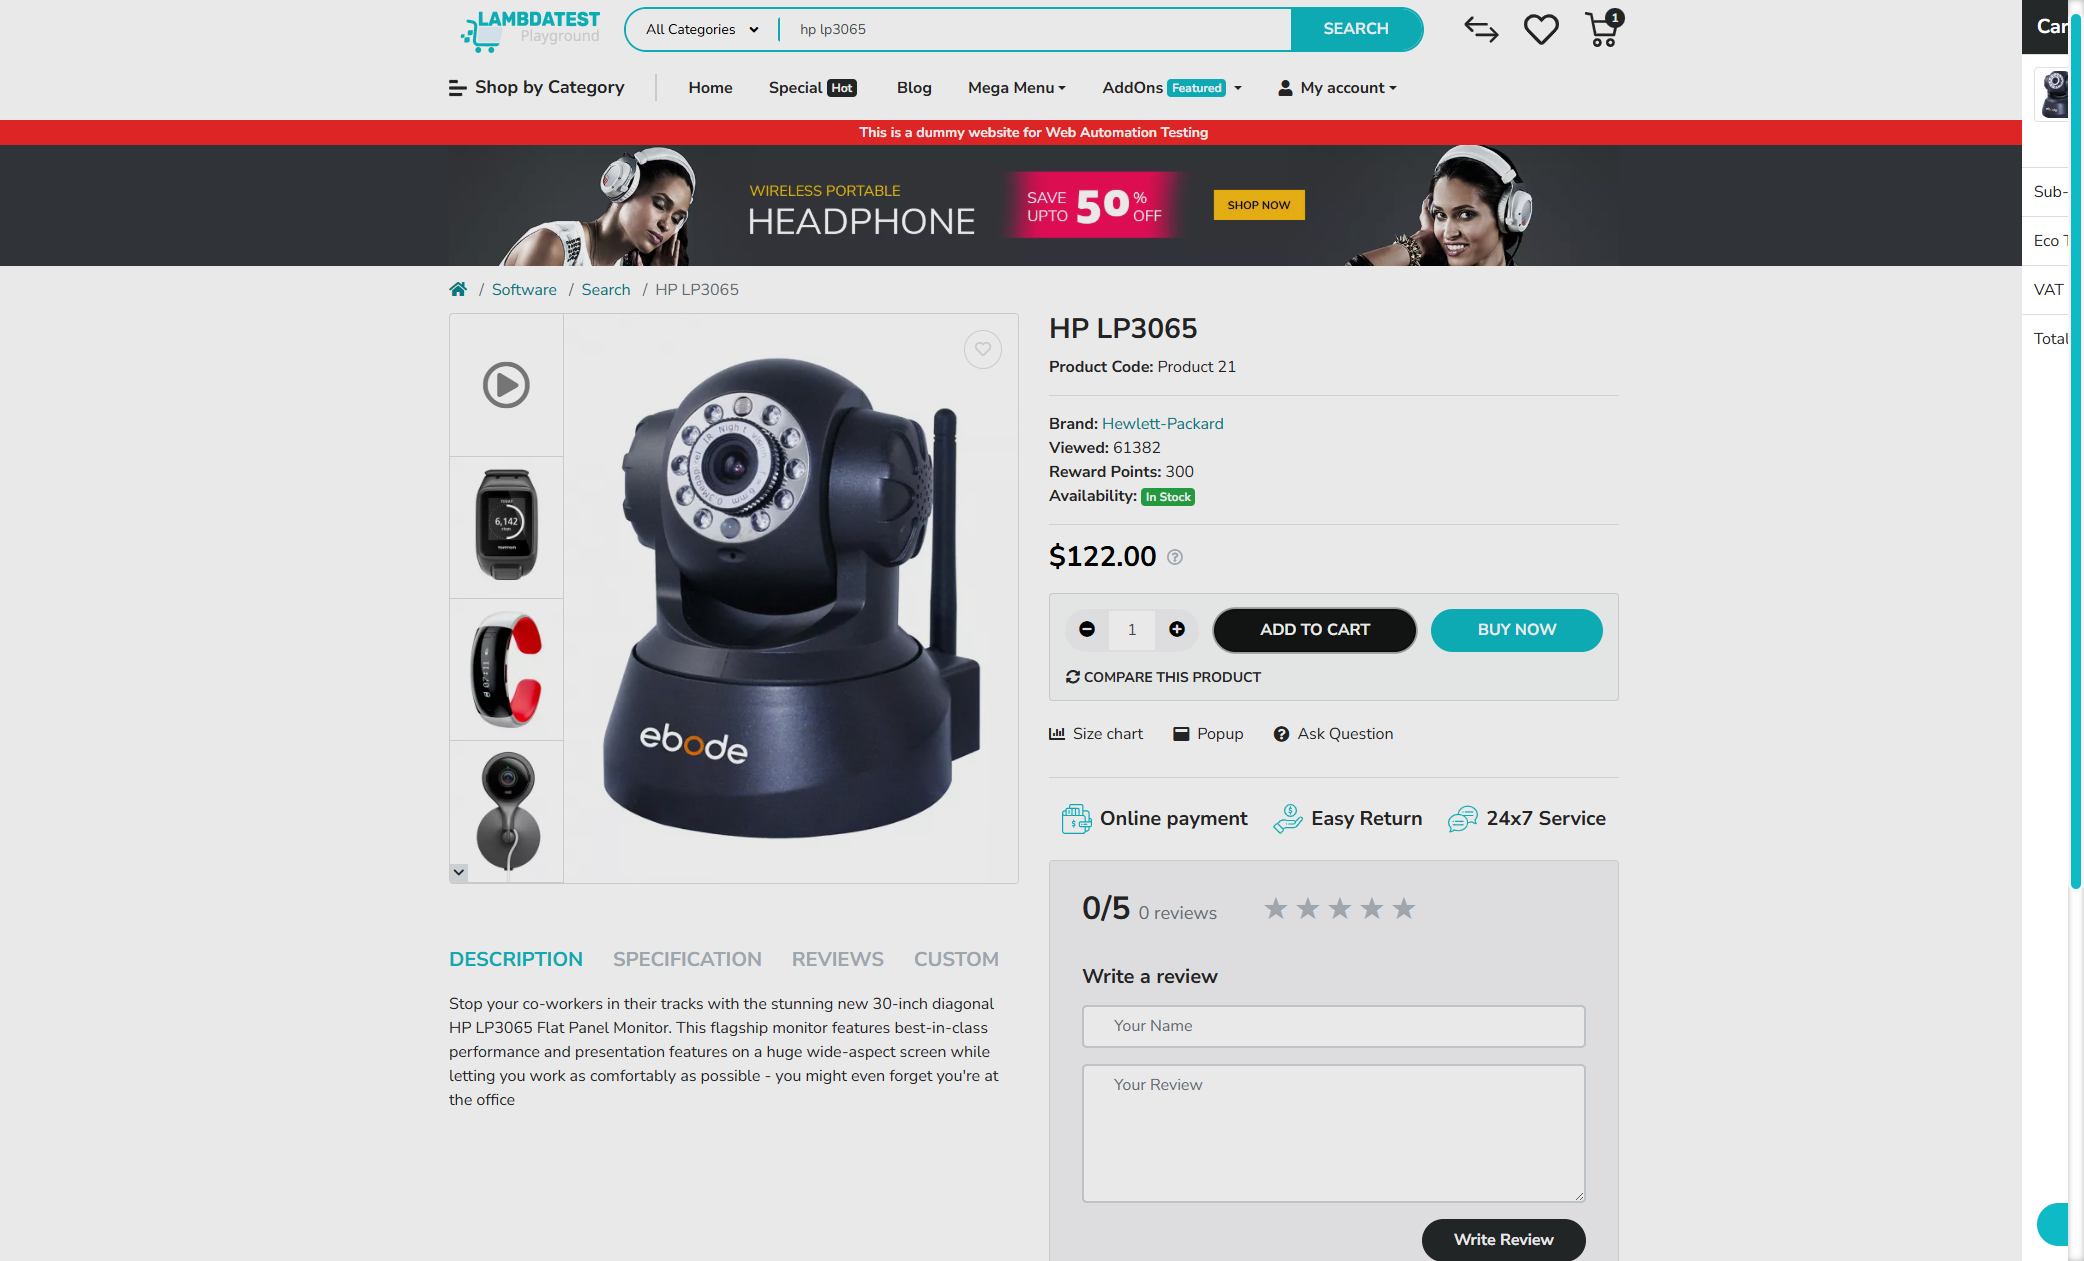 LAMBDATEST
Playground
All Categories
hp lp3065
SEARCH
1
Shop by Category
Home
Special Hot
Blog
Mega Menu
AddOns Featured
My account
This is a dummy website for Web Automation Testing
WIRELESS PORTABLE
HEADPHONE
SAVE UPTO 50% OFF
SHOP NOW
/ Software / Search / HP LP3065
HP LP3065
Product Code: Product 21
Brand: Hewlett-Packard
Viewed: 61382
Reward Points: 300
Availability: In Stock
$122.00
1
ADD TO CART
BUY NOW
COMPARE THIS PRODUCT
Size chart
Popup
Ask Question
Online payment
Easy Return
24x7 Service
6,142
ebode
0/5 0 reviews
Write a review
Your Name
Your Review
Write Review
DESCRIPTION
SPECIFICATION
REVIEWS
CUSTOM
Stop your co-workers in their tracks with the stunning new 30-inch diagonal
HP LP3065 Flat Panel Monitor. This flagship monitor features best-in-class
performance and presentation features on a huge wide-aspect screen while
letting you work as comfortably as possible - you might even forget you're at
the office
Sub-
Eco
VAT
Total